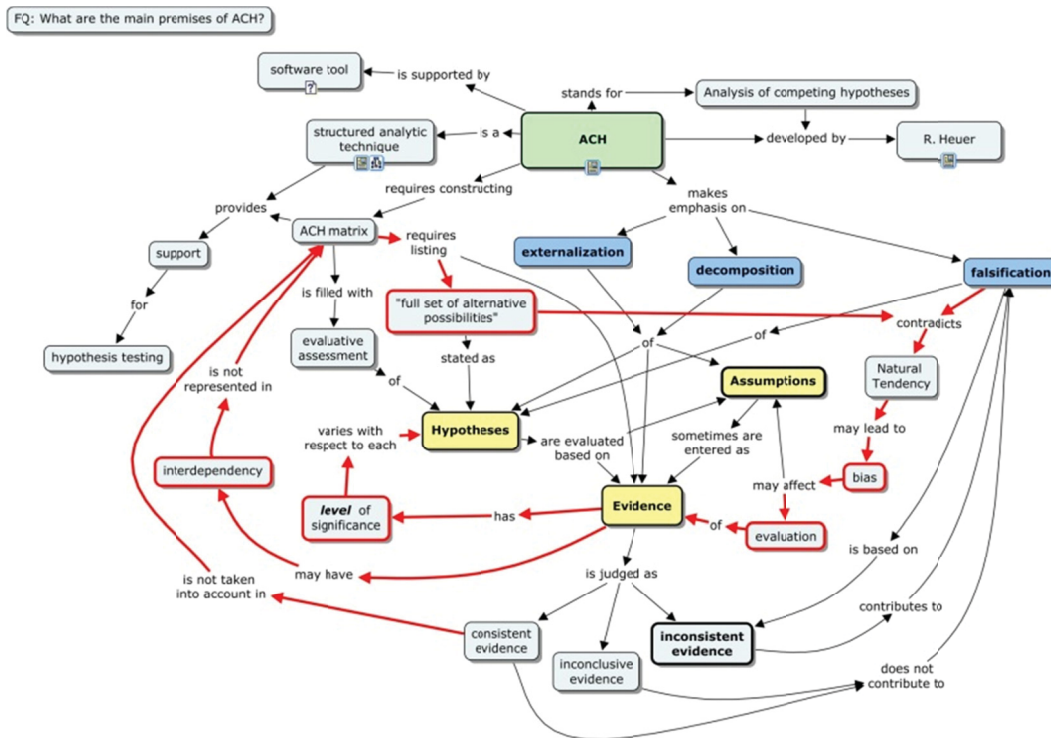 FQ: What are the main premises of ACH?
software tool
is supported by
stands for
Analysis of competing hypotheses
structured analytic
technique
s a
ACH
developed by
R. Heuer
requires constructing
makes
emphasis on
provides
ACH matrix
requires
listing
externalization
decomposition
falsification
support
is filled with
"full set of alternative
possibilities"
contradicts
for
of
of
hypothesis testing
evaluative
assessment
stated as
Natural
Tendency
is not
represented in
of
Assumptions
may lead to
varies with
respect to each
Hypotheses
are evaluated
based on
sometimes are
entered as
interdependency
bias
may affect
level of
significance
has
Evidence
of
evaluation
is based on
is not taken
into account in
may have
is judged as
contributes to
consistent
evidence
inconsistent
evidence
inconclusive
evidence
does not
contribute to